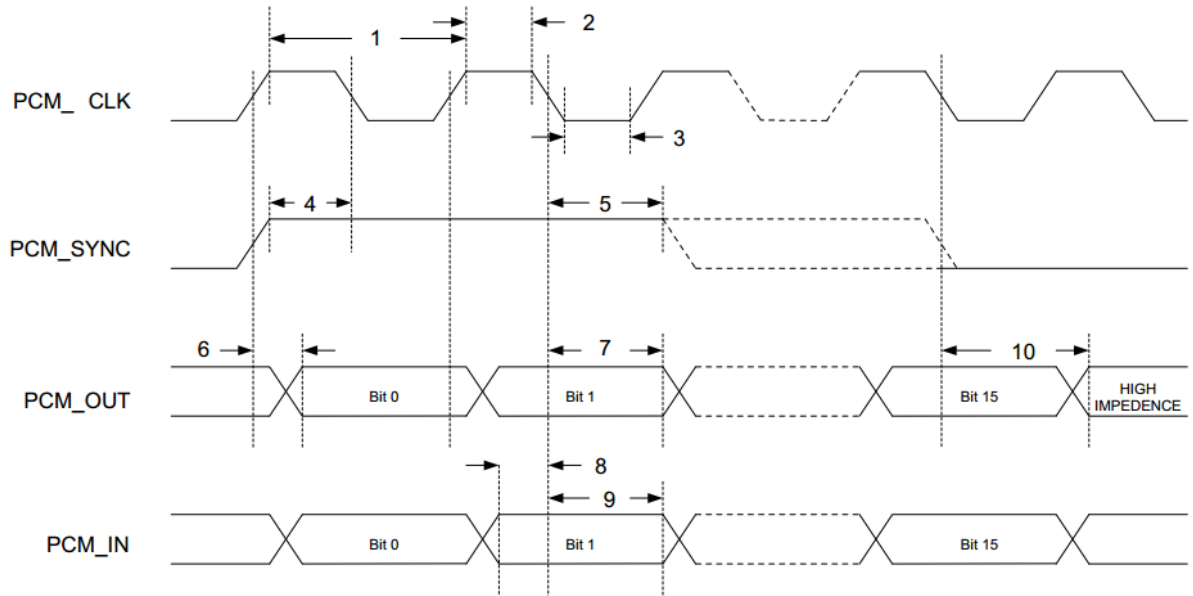 1
2
PCM_ CLK
3
4
5
PCM_SYNC
6
7
10
PCM_OUT
Bit 0
Bit 1
Bit 15
HIGH
IMPEDENCE
8
9
PCM_IN
Bit 0
Bit 1
Bit 15